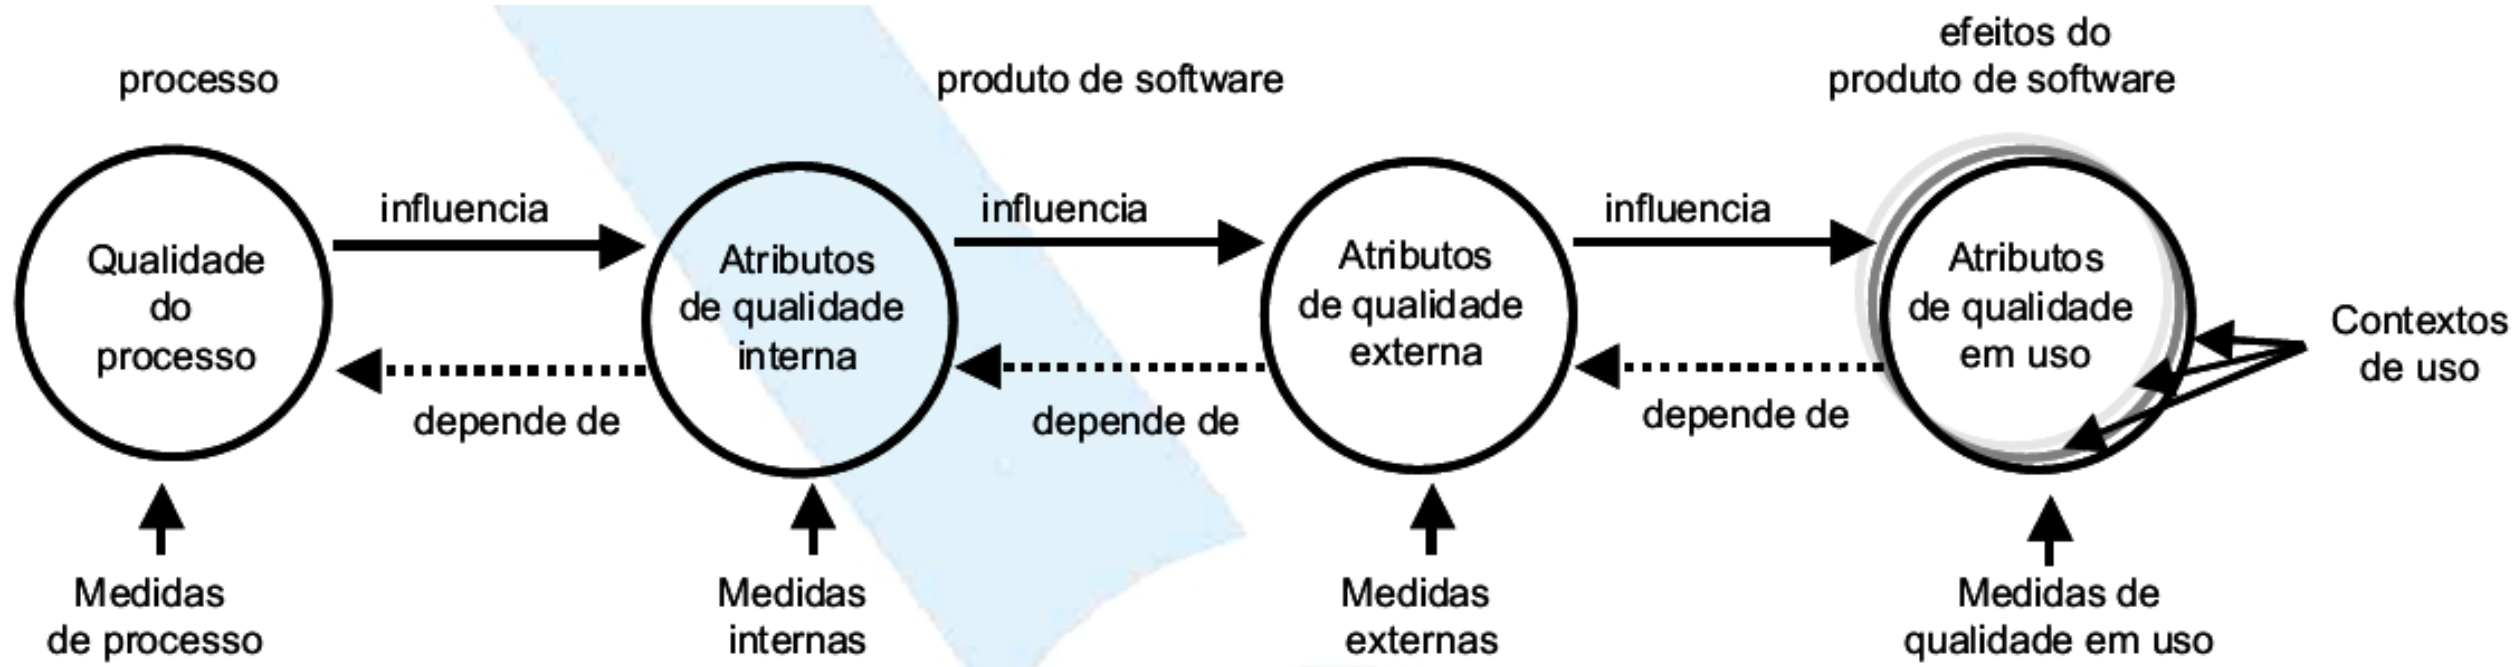 processo
produto de software
efeitos do
produto de software
influencia
influencia
influencia
Qualidade
do
processo
Atributos
de qualidade
interna
Atributos
de qualidade
externa
Atributos
de qualidade
em uso
Contextos
de uso
depende de
depende de
depende de
Medidas
de processo
Medidas
internas
Medidas
externas
Medidas de
qualidade em uso